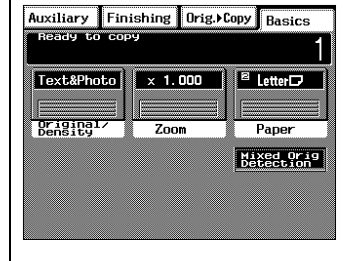 Auxiliary Finishing Orig.▸Copy Basics
Ready to copy
1
Text&Photo x 1.000 2 Letter
Original/
Density Zoom Paper
Mixed Orig
Detection